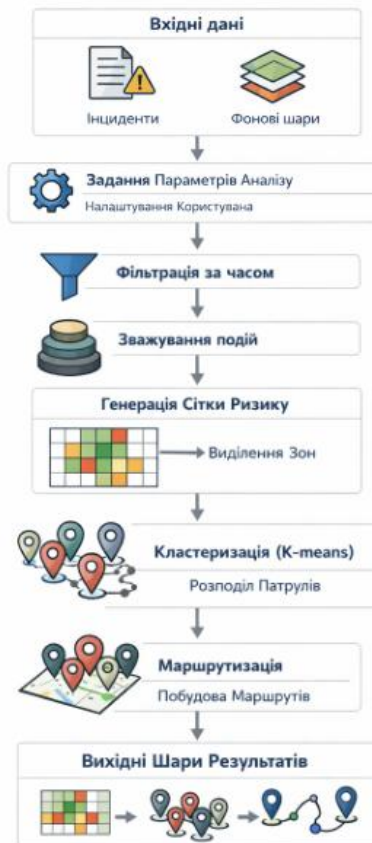 Вхідні дані
Інциденти
Фонові шари
Задання Параметрів Аналізу
Налаштування Користувана
Фільтрація за часом
Зважування подій
Генерація Сітки Ризику
Виділення Зон
Кластеризація (K-means)
Розподіл Патрулів
Маршрутизація
Побудова Маршрутів
Вихідні Шари Результатів